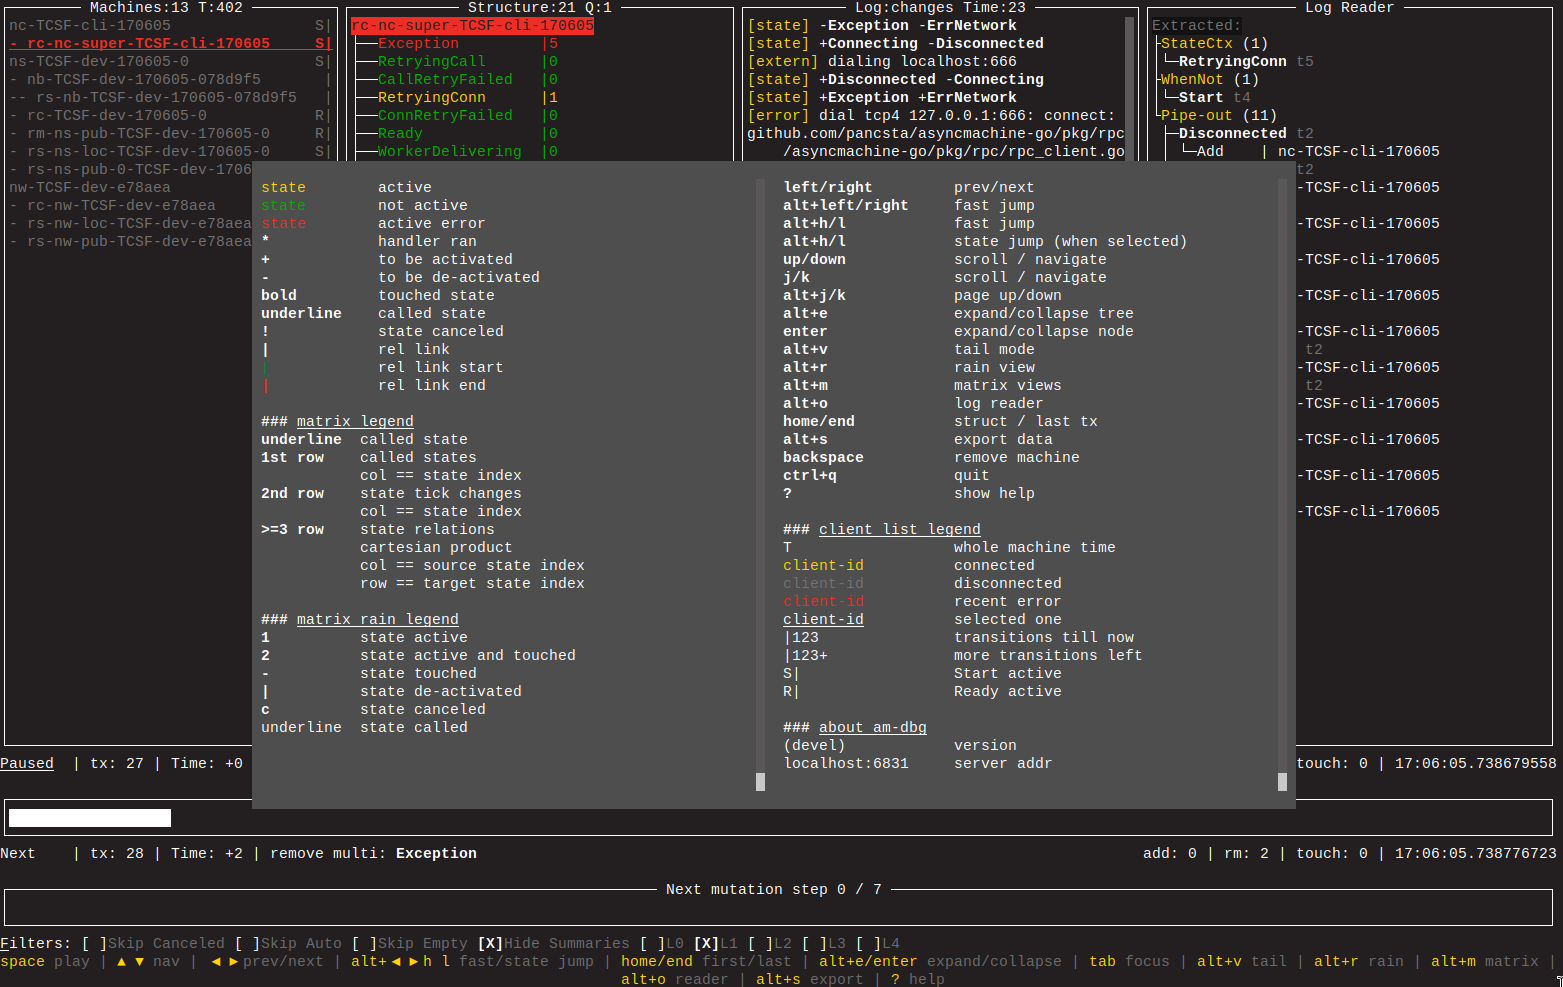 Machines:13 T:402
nc-TCSF-cli-170605 S|
- rc-nc-super-TCSF-cli-170605 S|
ns-TCSF-dev-170605-0 S|
- nb-TCSF-dev-170605-078d9f5 |
-- rs-nb-TCSF-dev-170605-078d9f5 |
- rc-TCSF-dev-170605-0 R|
- rm-ns-pub-TCSF-dev-170605-0 R|
- rs-ns-loc-TCSF-dev-170605-0 S|
- rs-ns-pub-0-TCSF-dev-1706
nw-TCSF-dev-e78aea
- rc-nw-TCSF-dev-e78aea
- rs-nw-loc-TCSF-dev-e78aea
- rs-nw-pub-TCSF-dev-e78aea
Structure:21 Q:1
rc-nc-super-TCSF-cli-170605
Exception |5
RetryingCall |0
CallRetryFailed |0
RetryingConn |1
ConnRetryFailed |0
Ready |0
WorkerDelivering |0
Log:changes Time:23
[state] -Exception -ErrNetwork
[state] +Connecting -Disconnected
[extern] dialing localhost:666
[state] +Disconnected -Connecting
[state] +Exception +ErrNetwork
[error] dial tcp4 127.0.0.1:666: connect:
github.com/pancsta/asyncmachine-go/pkg/rpc
/asyncmachine-go/pkg/rpc/rpc_client.go
Log Reader
Extracted:
StateCtx (1)
RetryingConn t5
WhenNot (1)
Start t4
Pipe-out (11)
Disconnected t2
Add | nc-TCSF-cli-170605
t2
-TCSF-cli-170605
-TCSF-cli-170605
-TCSF-cli-170605
-TCSF-cli-170605
-TCSF-cli-170605
t2
-TCSF-cli-170605
t2
-TCSF-cli-170605
-TCSF-cli-170605
-TCSF-cli-170605
-TCSF-cli-170605
state active
state not active
state active error
* handler ran
+ to be activated
- to be de-activated
bold touched state
underline called state
! state canceled
| rel link
| rel link start
| rel link end
### matrix legend
underline called state
1st row called states
col == state index
2nd row state tick changes
col == state index
>=3 row state relations
cartesian product
col == source state index
row == target state index
### matrix rain legend
1 state active
2 state active and touched
- state touched
| state de-activated
c state canceled
underline state called
left/right prev/next
alt+left/right fast jump
alt+h/l fast jump
alt+h/l state jump (when selected)
up/down scroll / navigate
j/k scroll / navigate
alt+j/k page up/down
alt+e expand/collapse tree
enter expand/collapse node
alt+v tail mode
alt+r rain view
alt+m matrix views
alt+o log reader
home/end struct / last tx
alt+s export data
backspace remove machine
ctrl+q quit
? show help
### client list legend
T whole machine time
client-id connected
client-id disconnected
client-id recent error
client-id selected one
|123 transitions till now
|123+ more transitions left
S| Start active
R| Ready active
### about am-dbg
(devel) version
localhost:6831 server addr
Paused | tx: 27 | Time: +0
touch: 0 | 17:06:05.738679558
Next | tx: 28 | Time: +2 | remove multi: Exception
add: 0 | rm: 2 | touch: 0 | 17:06:05.738776723
Next mutation step 0 / 7
Filters: [ ]Skip Canceled [ ]Skip Auto [ ]Skip Empty [X]Hide Summaries [ ]L0 [X]L1 [ ]L2 [ ]L3 [ ]L4
space play | ▲ ▼ nav | ◄ ►prev/next | alt+◄ ►h l fast/state jump | home/end first/last | alt+e/enter expand/collapse | tab focus | alt+v tail | alt+r rain | alt+m matrix |
alt+o reader | alt+s export | ? help